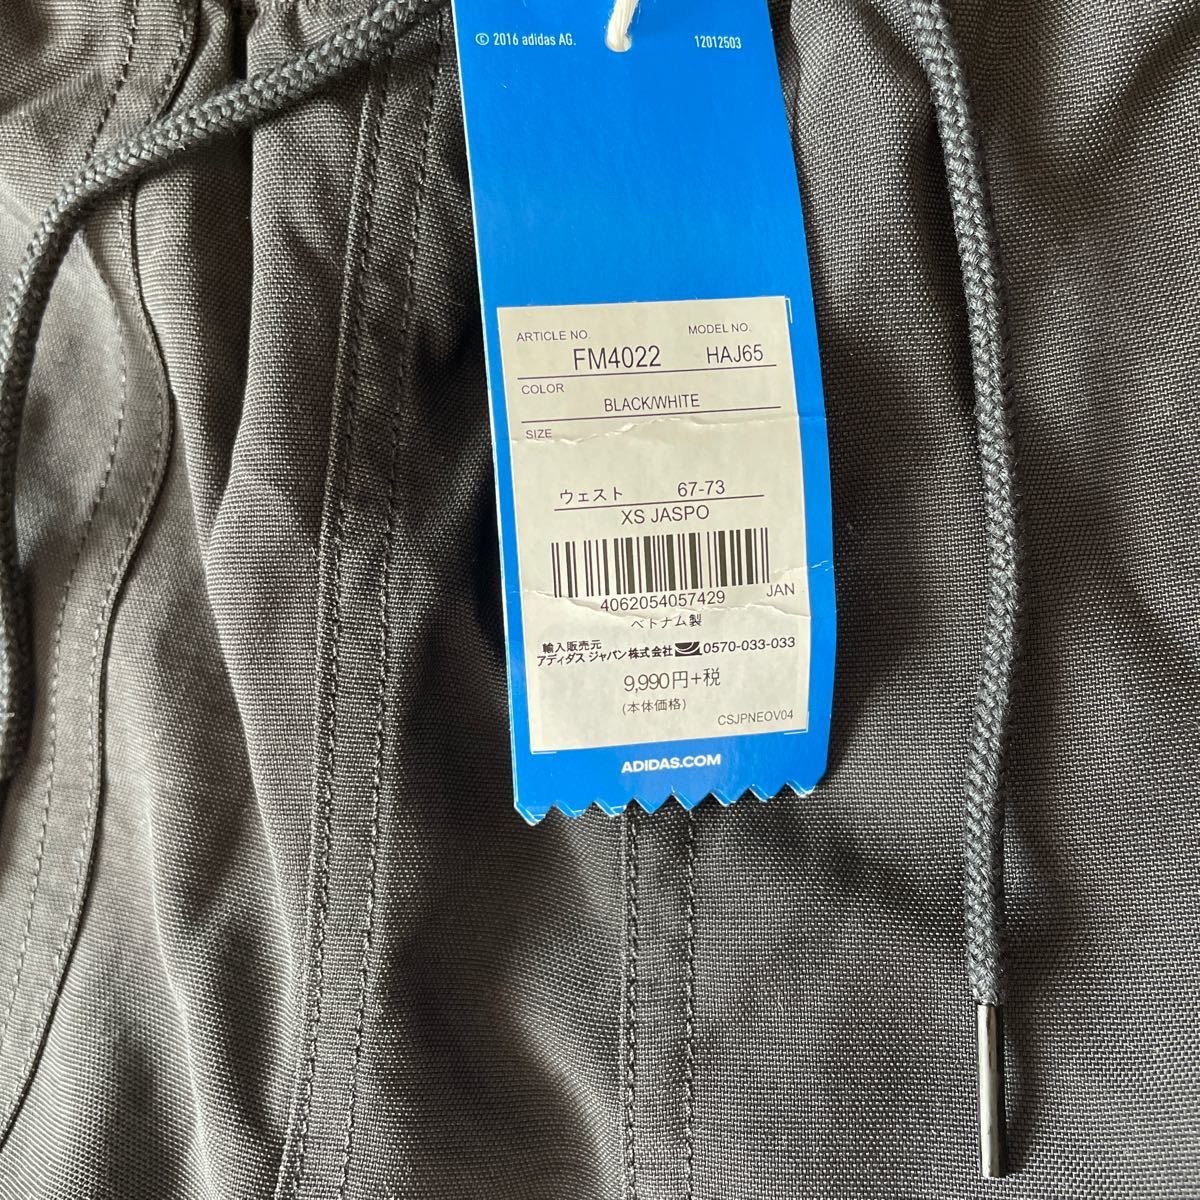 © 2016 adidas AG. 12012503
ARTICLE NO. MODEL NO.
FM4022 HAJ65
COLOR
BLACK/WHITE
SIZE
ウェスト 67-73
XS JASPO
4062054057429 JAN
ベトナム製
輸入販売元
アディダス ジャパン株式会社 0570-033-033
9,990円+税
(本体価格)
CSJPNEOV04
ADIDAS.COM